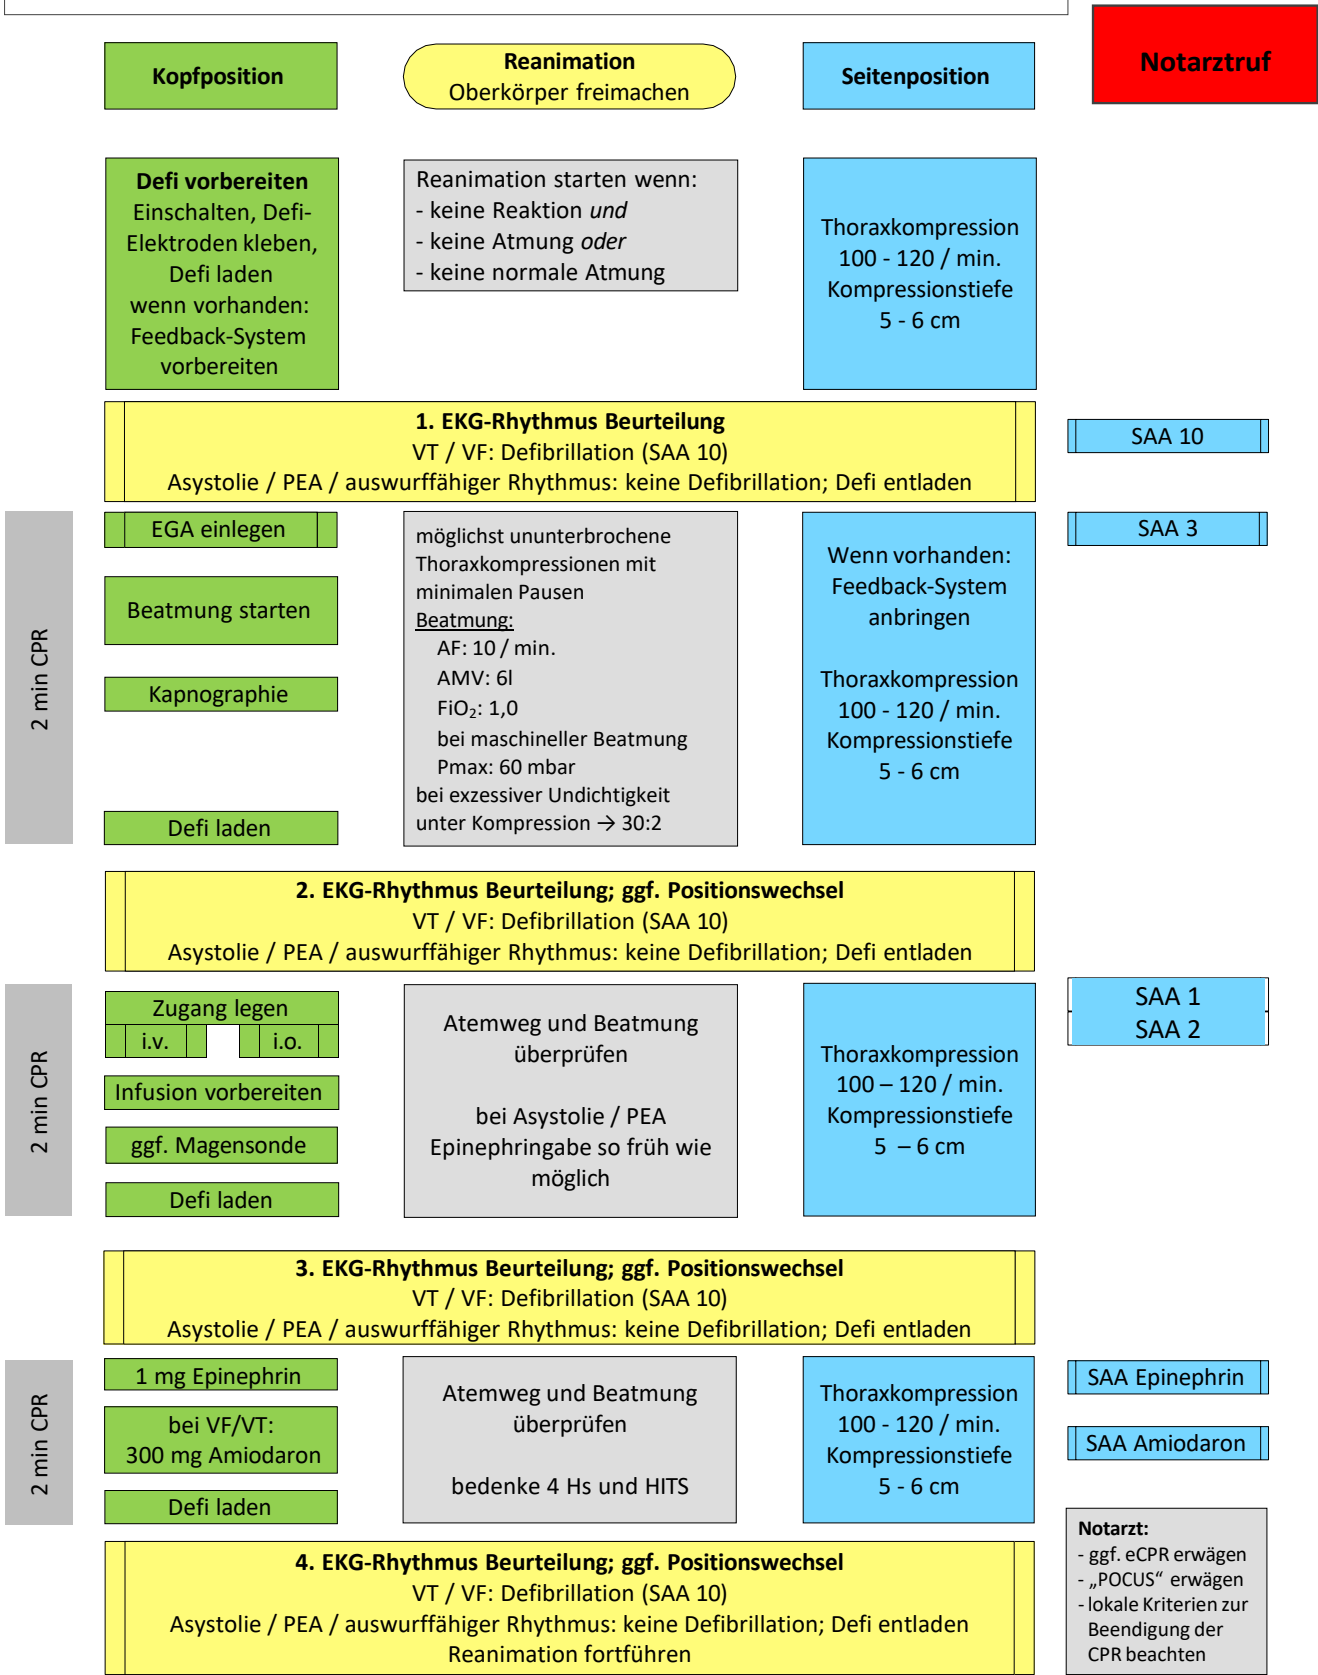 Kopfposition
Reanimation
Oberkörper freimachen
Seitenposition
Notarztruf
Defi vorbereiten
Einschalten, Defi-
Elektroden kleben,
Defi laden
wenn vorhanden:
Feedback-System
vorbereiten
Reanimation starten wenn:
- keine Reaktion und
- keine Atmung oder
- keine normale Atmung
Thoraxkompression
100 - 120 / min.
Kompressionstiefe
5 - 6 cm
1. EKG-Rhythmus Beurteilung
VT / VF: Defibrillation (SAA 10)
Asystolie / PEA / auswurffähiger Rhythmus: keine Defibrillation; Defi entladen
SAA 10
2 min CPR
EGA einlegen
Beatmung starten
Kapnographie
Defi laden
möglichst ununterbrochene
Thoraxkompressionen mit
minimalen Pausen
Beatmung:
AF: 10 / min.
AMV: 6l
FiO₂: 1,0
bei maschineller Beatmung
Pmax: 60 mbar
bei exzessiver Undichtigkeit
unter Kompression → 30:2
Wenn vorhanden:
Feedback-System
anbringen
Thoraxkompression
100 - 120 / min.
Kompressionstiefe
5 - 6 cm
SAA 3
2. EKG-Rhythmus Beurteilung; ggf. Positionswechsel
VT / VF: Defibrillation (SAA 10)
Asystolie / PEA / auswurffähiger Rhythmus: keine Defibrillation; Defi entladen
2 min CPR
Zugang legen
i.v. i.o.
Infusion vorbereiten
ggf. Magensonde
Defi laden
Atemweg und Beatmung
überprüfen
bei Asystolie / PEA
Epinephringabe so früh wie
möglich
Thoraxkompression
100 – 120 / min.
Kompressionstiefe
5 – 6 cm
SAA 1
SAA 2
3. EKG-Rhythmus Beurteilung; ggf. Positionswechsel
VT / VF: Defibrillation (SAA 10)
Asystolie / PEA / auswurffähiger Rhythmus: keine Defibrillation; Defi entladen
2 min CPR
1 mg Epinephrin
bei VF/VT:
300 mg Amiodaron
Defi laden
Atemweg und Beatmung
überprüfen
bedenke 4 Hs und HITS
Thoraxkompression
100 - 120 / min.
Kompressionstiefe
5 - 6 cm
SAA Epinephrin
SAA Amiodaron
4. EKG-Rhythmus Beurteilung; ggf. Positionswechsel
VT / VF: Defibrillation (SAA 10)
Asystolie / PEA / auswurffähiger Rhythmus: keine Defibrillation; Defi entladen
Reanimation fortführen
Notarzt:
- ggf. eCPR erwägen
- „POCUS“ erwägen
- lokale Kriterien zur
Beendigung der
CPR beachten